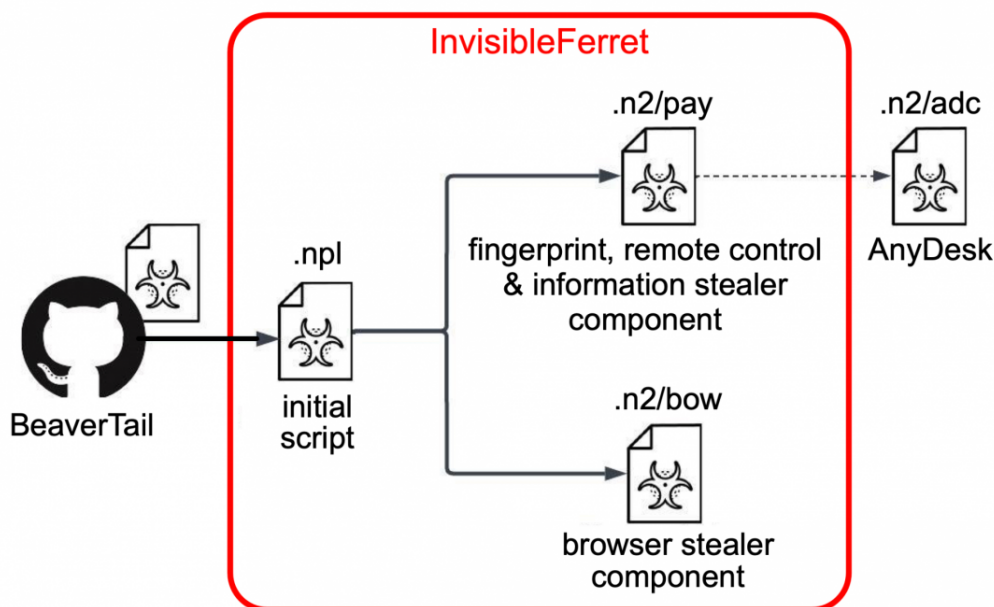 InvisibleFerret
.n2/pay
.n2/adc
fingerprint, remote control
& information stealer
component
AnyDesk
.npl
initial
script
BeaverTail
.n2/bow
browser stealer
component